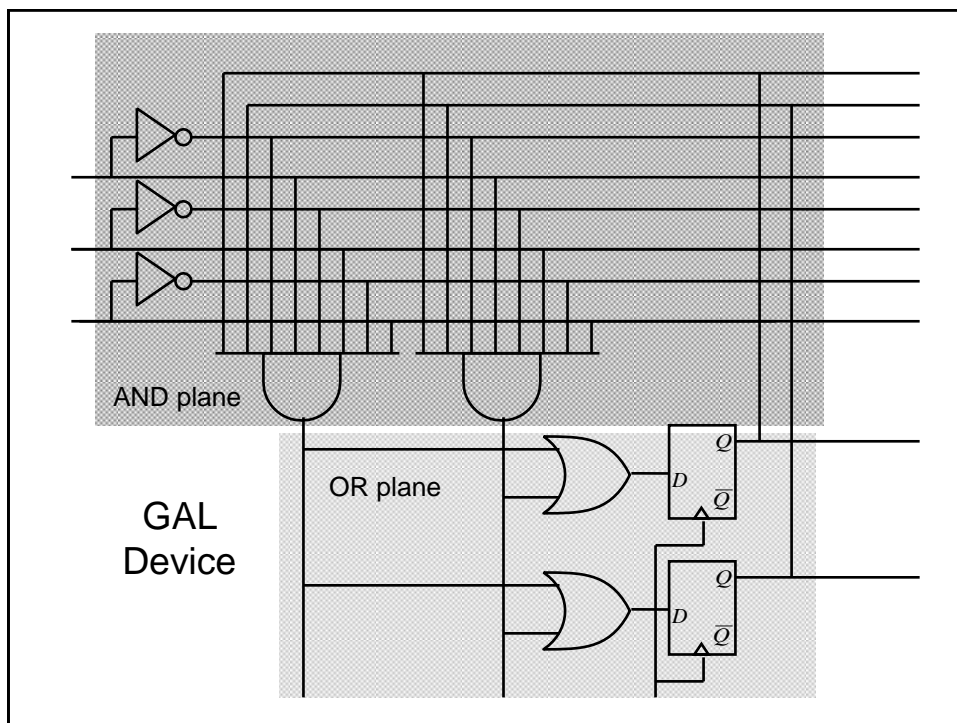 AND plane
OR plane
GAL
Device
Q
D
Q̅
Q
D
Q̅